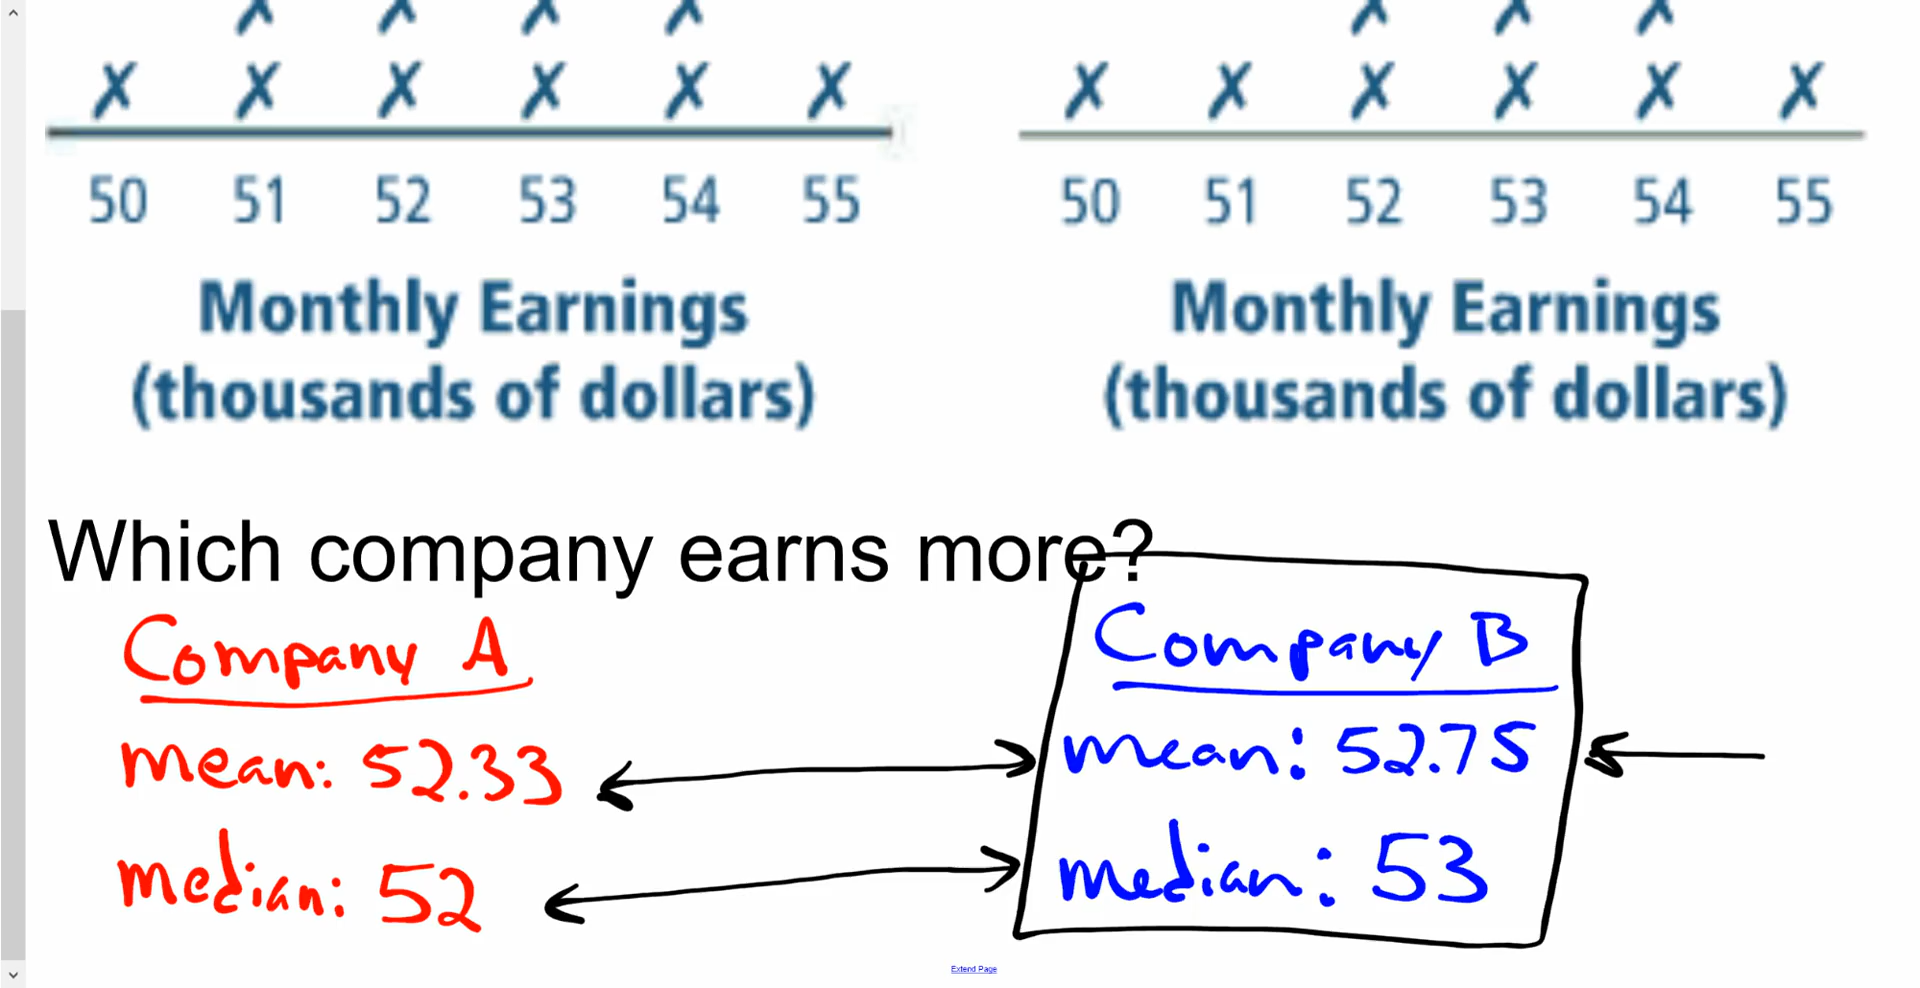 50 51 52 53 54 55
Monthly Earnings
(thousands of dollars)
50 51 52 53 54 55
Monthly Earnings
(thousands of dollars)
Which company earns more?
Company A
mean: 52.33
median: 52
Company B
mean: 52.75
median: 53
Extend Page